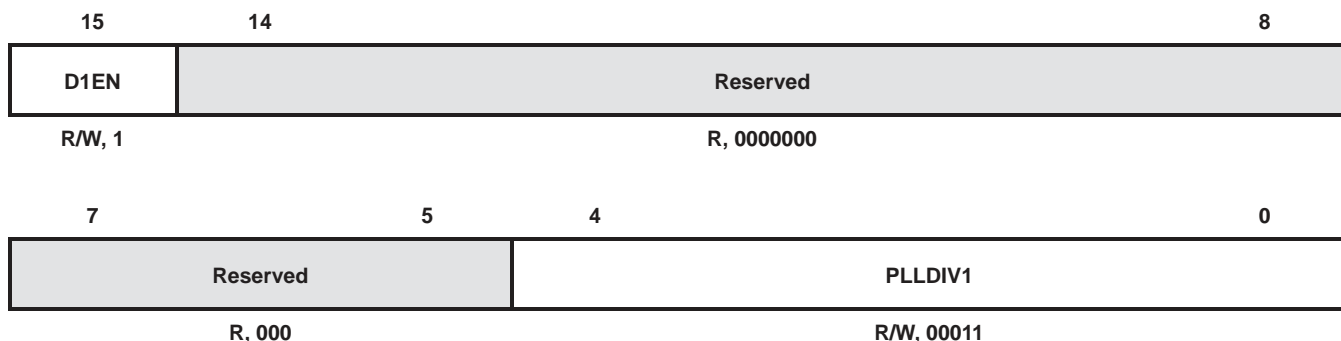 15 14 8
D1EN Reserved
R/W, 1 R, 0000000
7 5 4 0
Reserved PLLDIV1
R, 000 R/W, 00011